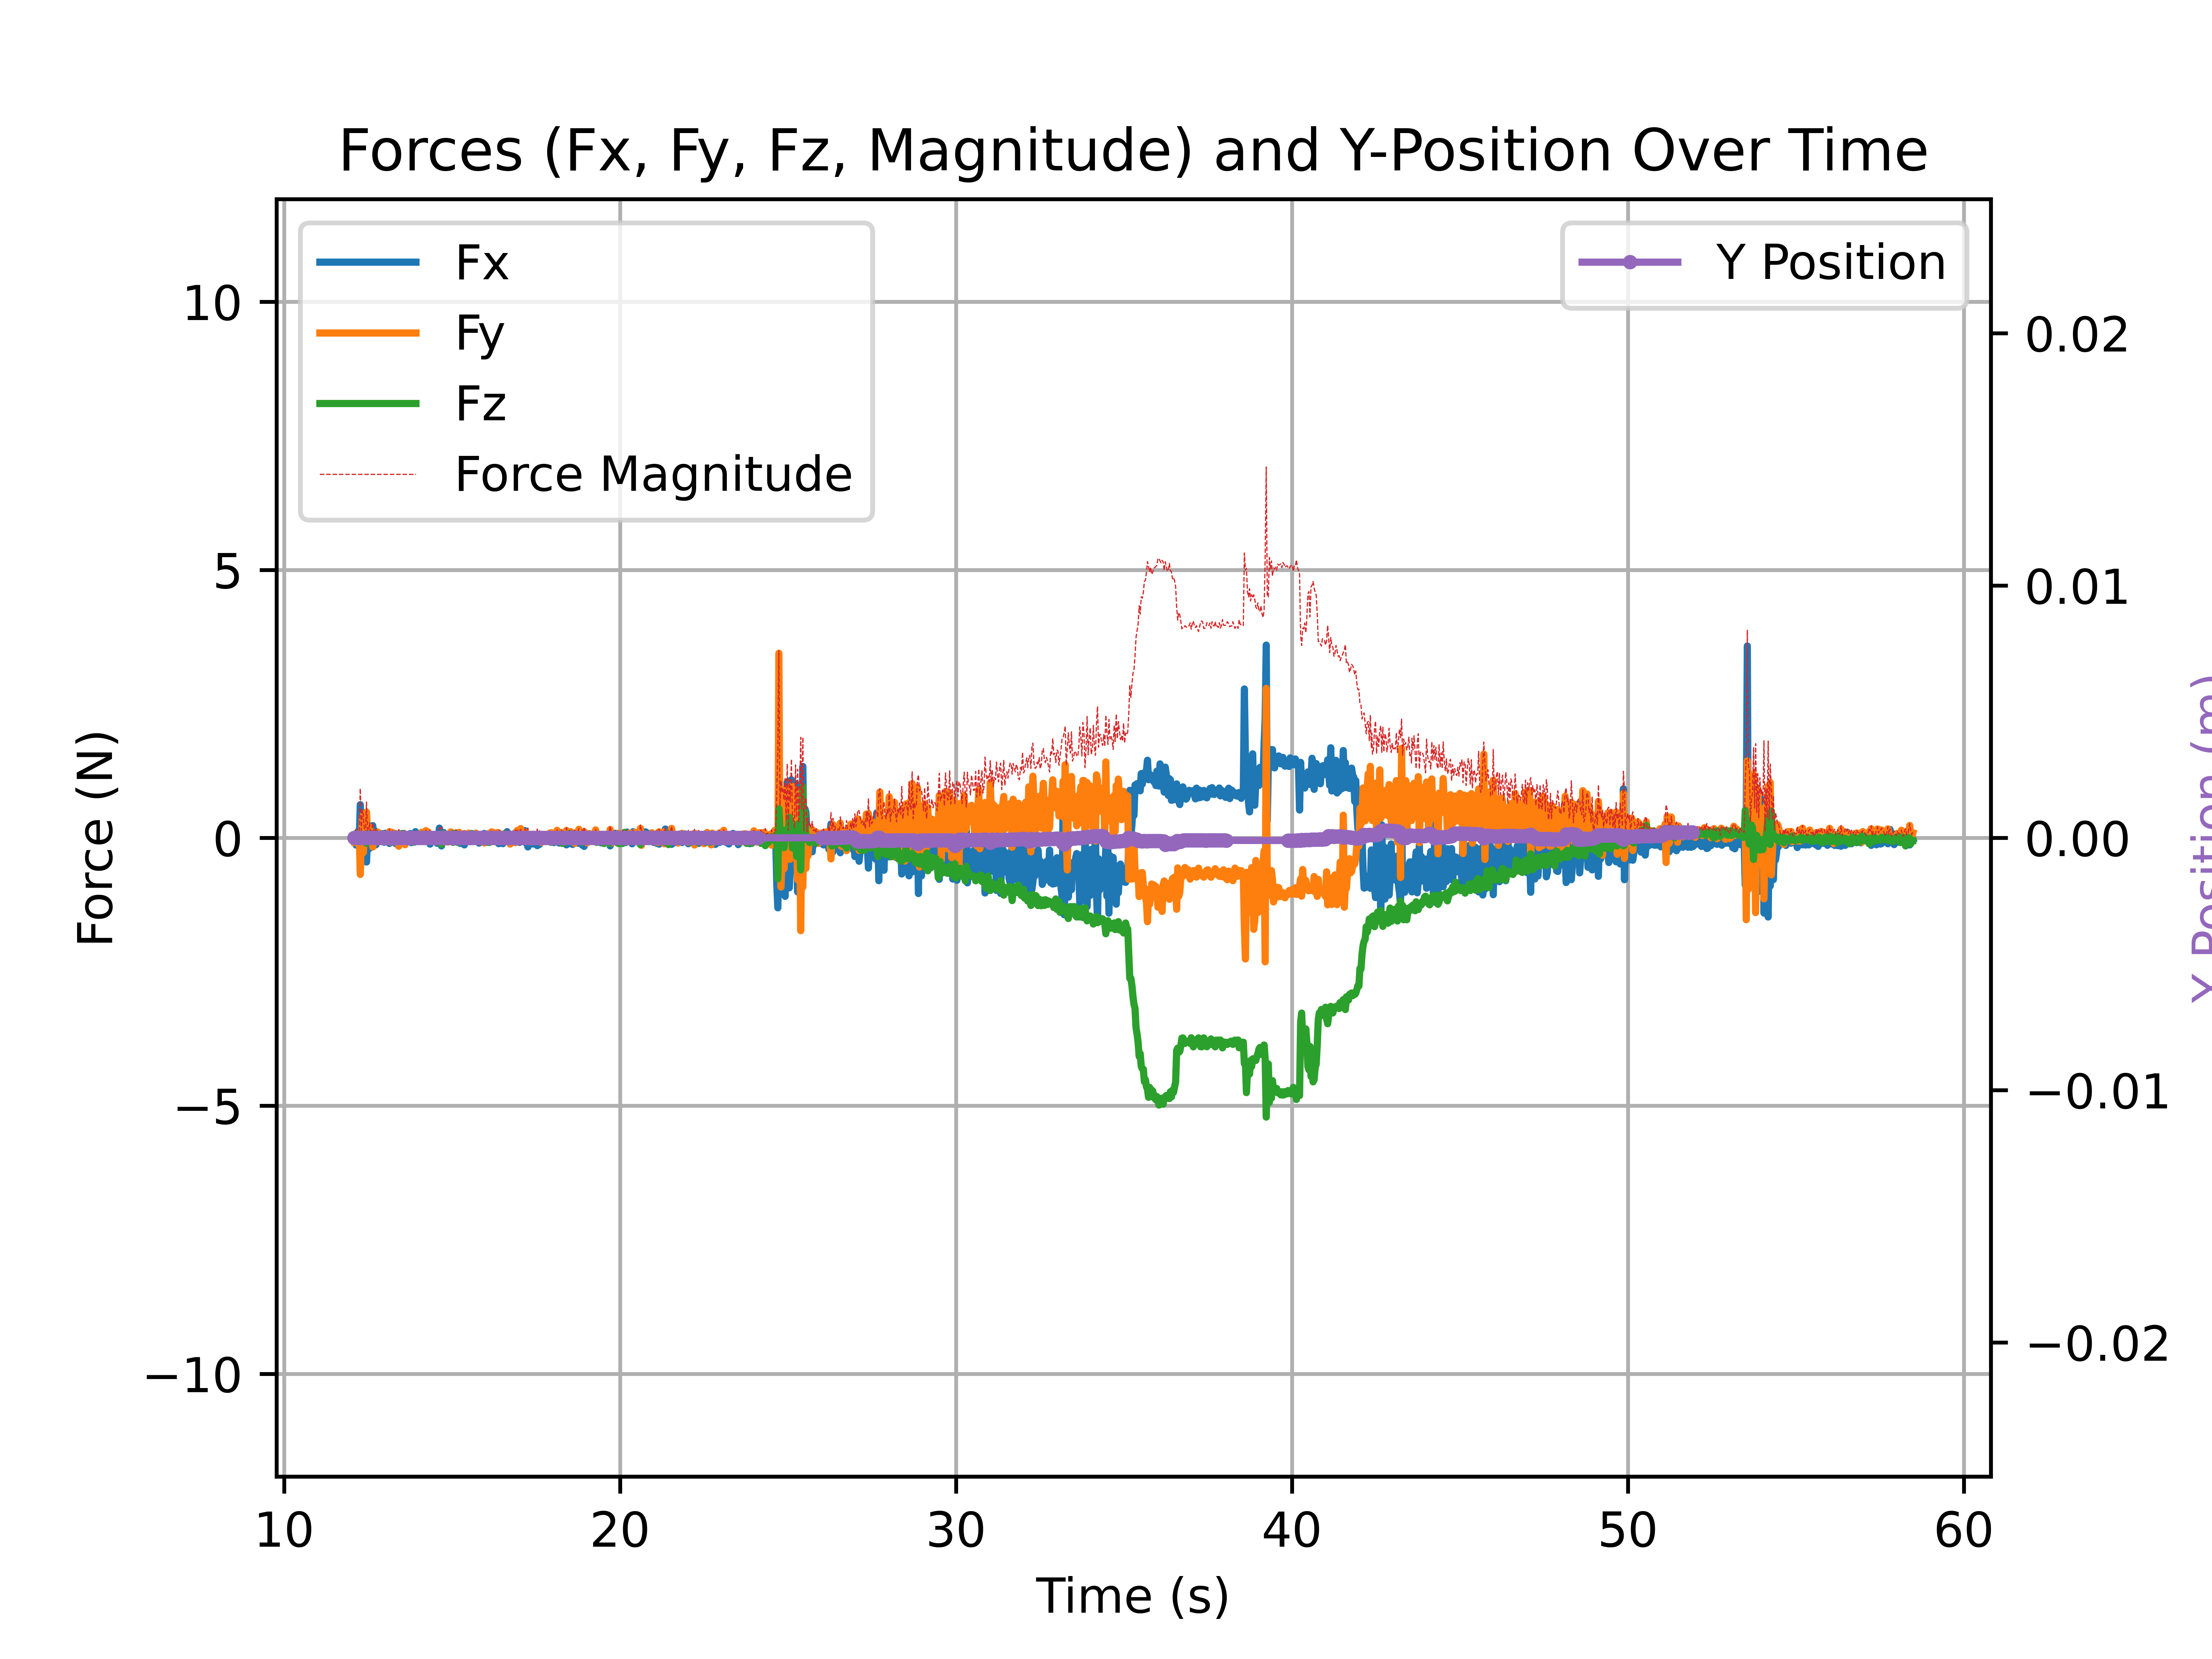 Forces (Fx, Fy, Fz, Magnitude) and Y-Position Over Time
Fx
Fy
Fz
Force Magnitude
Y Position
10
5
0
−5
−10
Force (N)
0.02
0.01
0.00
−0.01
−0.02
Y Position (m)
10
20
30
40
50
60
Time (s)